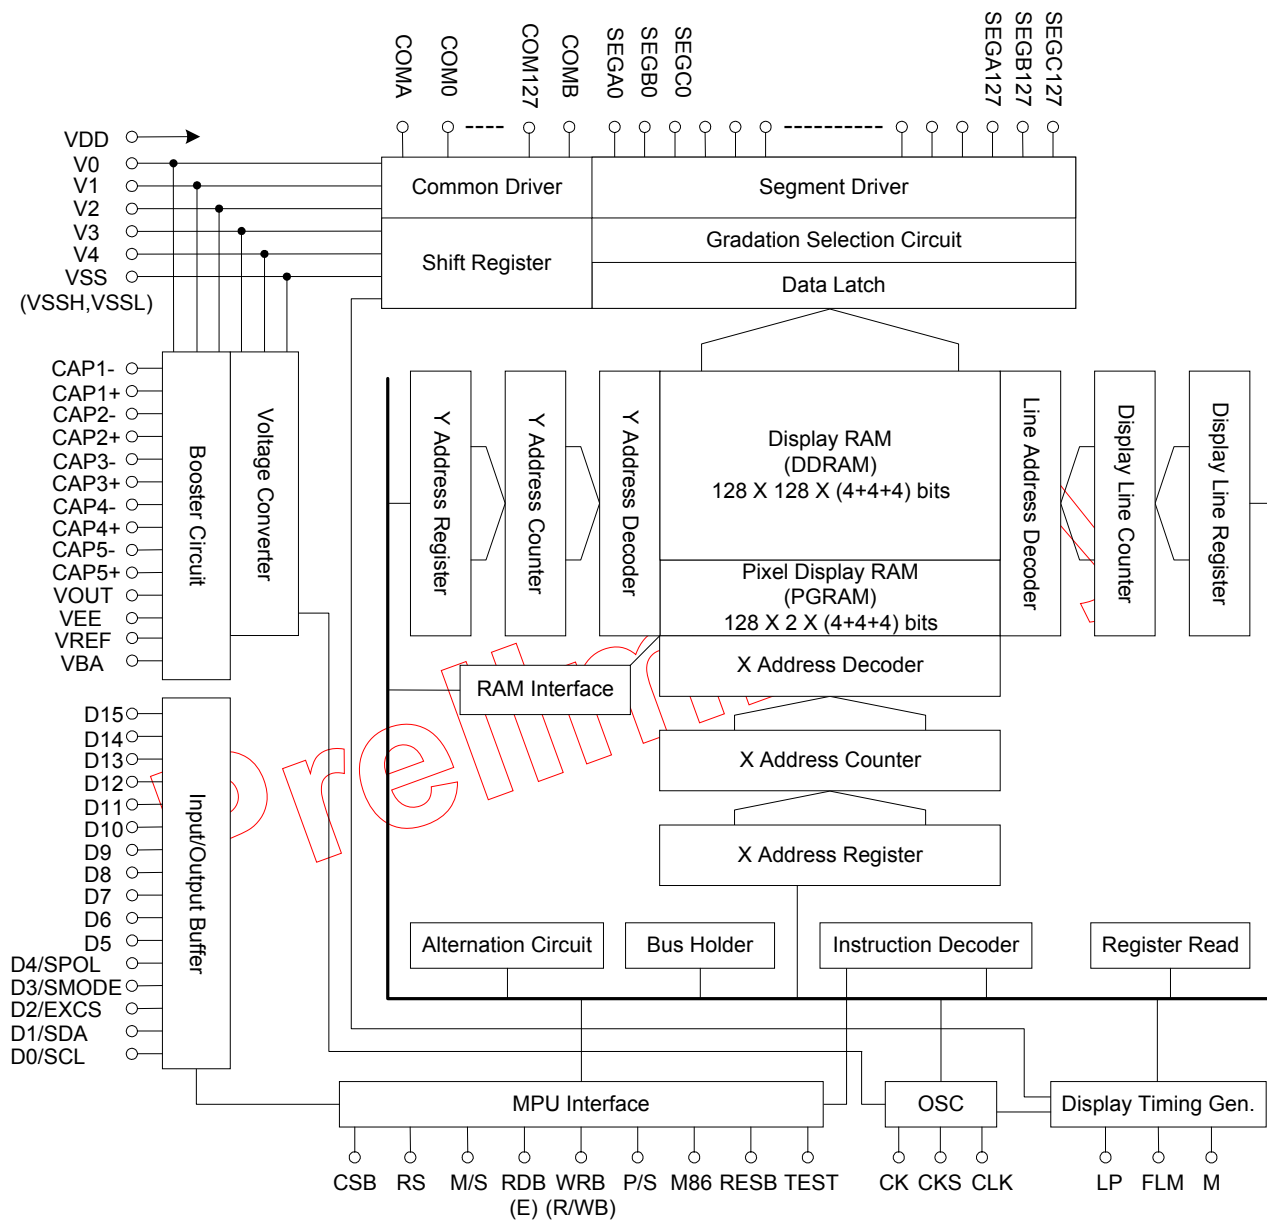 COMA
COM0
COM127
COMB
SEGA0
SEGB0
SEGC0
SEGA127
SEGB127
SEGC127
VDD
V0
V1
V2
V3
V4
VSS
(VSSH,VSSL)
Common Driver
Segment Driver
Shift Register
Gradation Selection Circuit
Data Latch
CAP1-
CAP1+
CAP2-
CAP2+
CAP3-
CAP3+
CAP4-
CAP4+
CAP5-
CAP5+
VOUT
VEE
VREF
VBA
Booster Circuit
Voltage Converter
Y Address Register
Y Address Counter
Y Address Decoder
Display RAM
(DDRAM)
128 X 128 X (4+4+4) bits
Pixel Display RAM
(PGRAM)
128 X 2 X (4+4+4) bits
Line Address Decoder
Display Line Counter
Display Line Register
X Address Decoder
RAM Interface
X Address Counter
X Address Register
D15
D14
D13
D12
D11
D10
D9
D8
D7
D6
D5
D4/SPOL
D3/SMODE
D2/EXCS
D1/SDA
D0/SCL
Input/Output Buffer
Alternation Circuit
Bus Holder
Instruction Decoder
Register Read
MPU Interface
OSC
Display Timing Gen.
CSB
RS
M/S
RDB
(E)
WRB
(R/WB)
P/S
M86
RESB
TEST
CK
CKS
CLK
LP
FLM
M